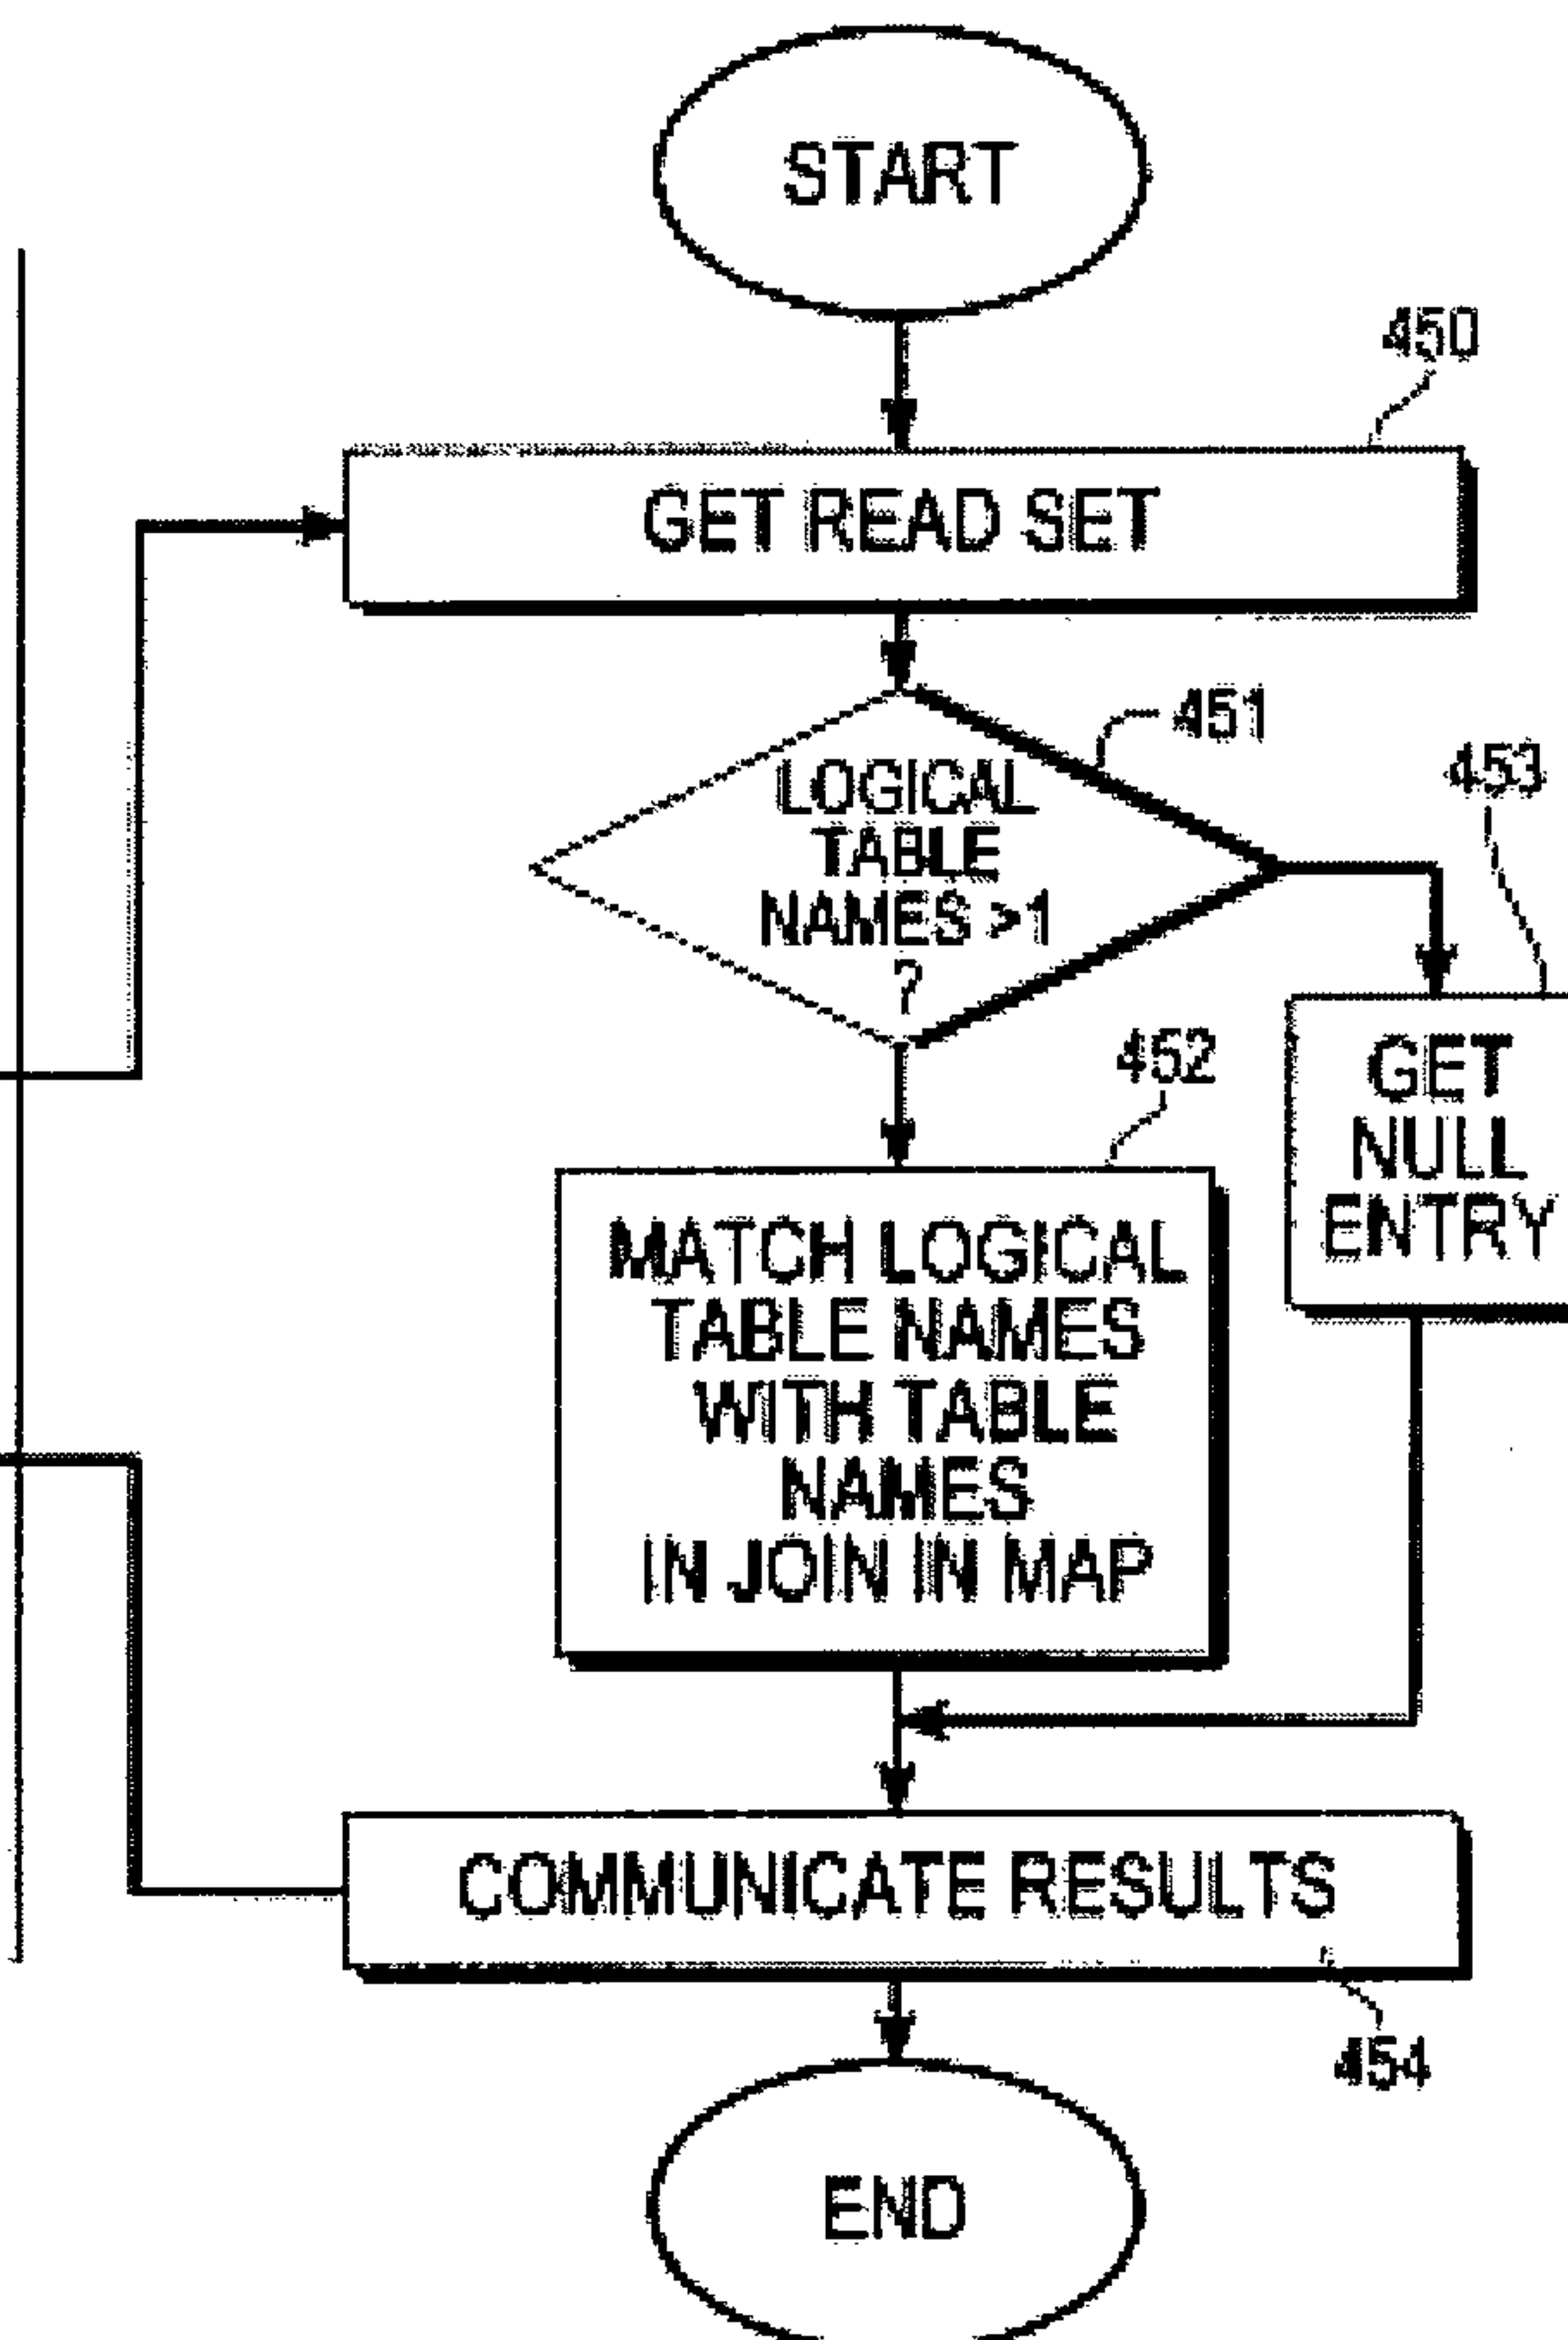 START
450
GET READ SET
451
LOGICAL
TABLE
NAMES >1
?
453
GET
NULL
ENTRY
452
MATCH LOGICAL
TABLE NAMES
WITH TABLE
NAMES
IN JOIN IN MAP
COMMUNICATE RESULTS
454
END